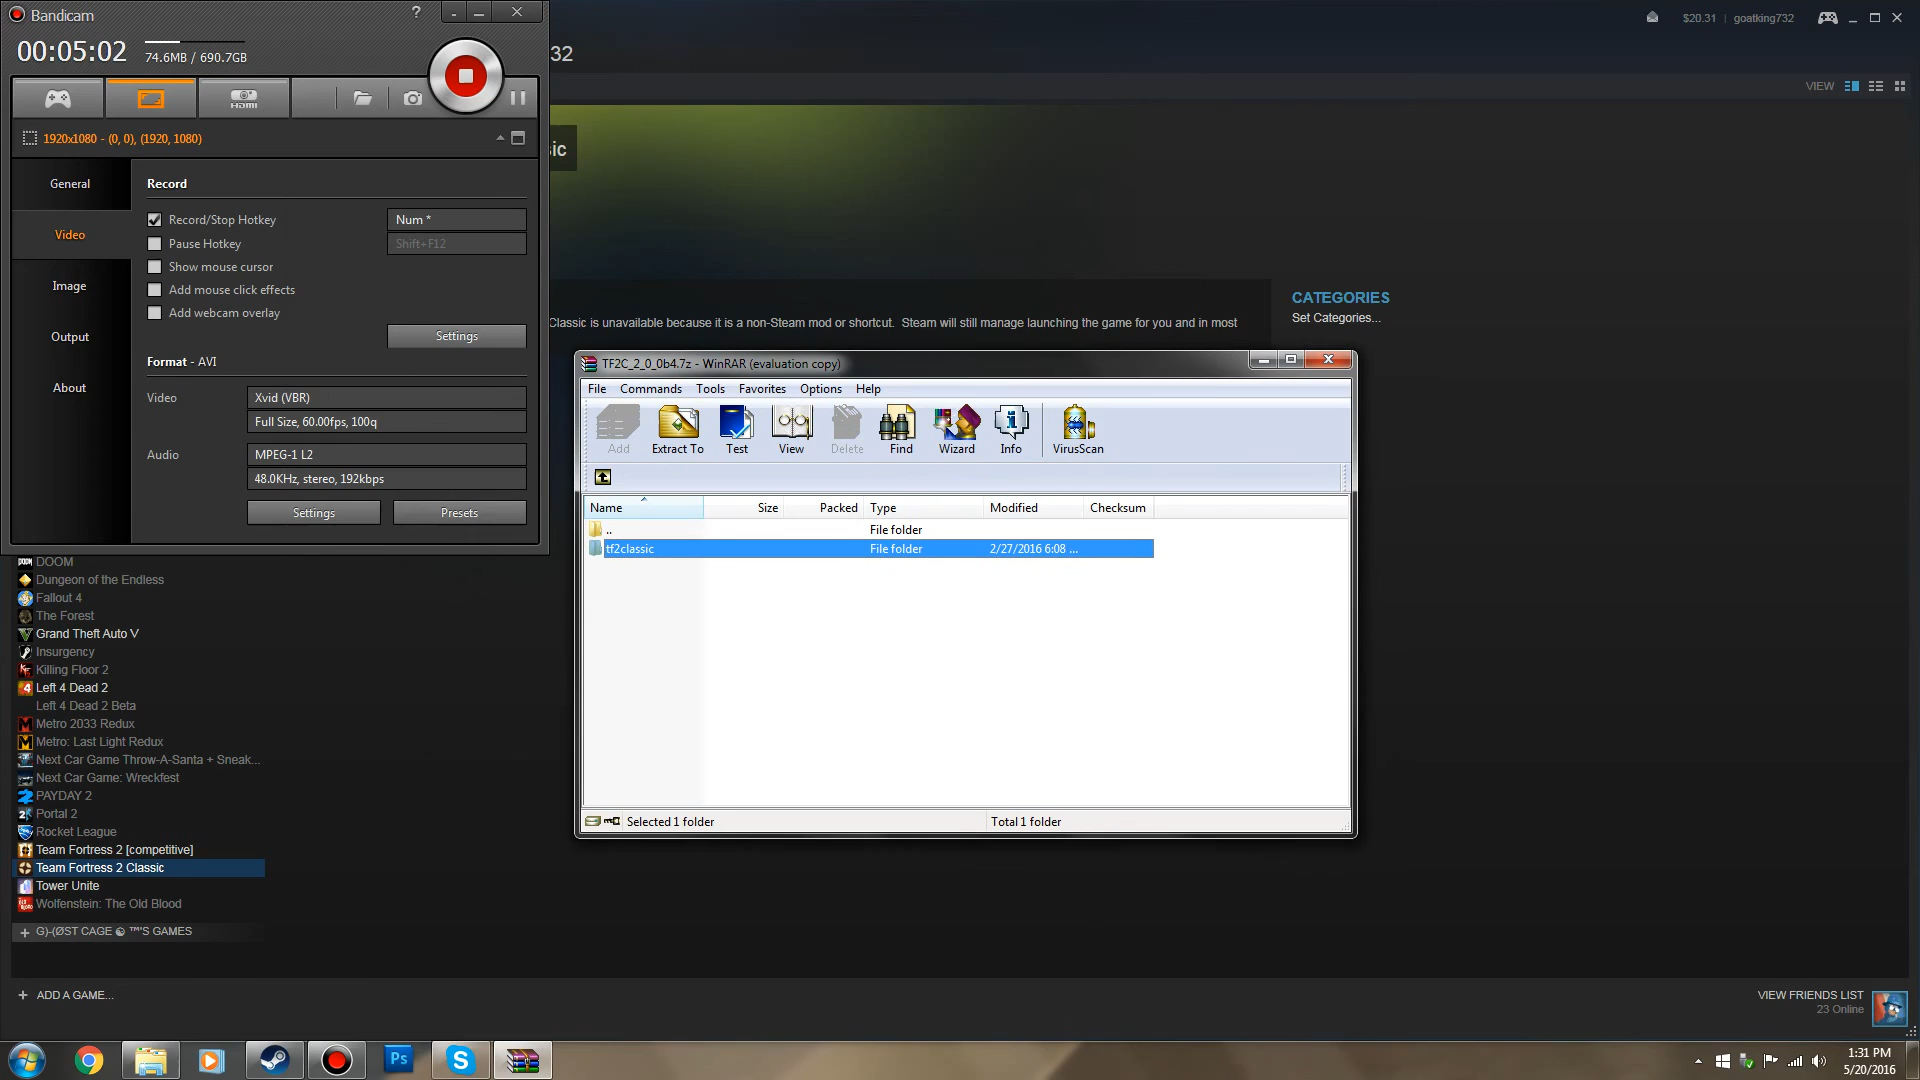 Bandicam
?
00:05:02
74.6MB / 690.7GB
HDMI
1920x1080 - (0, 0), (1920, 1080)
General
Video
Image
Output
About
Record
Record/Stop Hotkey
Num *
Pause Hotkey
Shift+F12
Show mouse cursor
Add mouse click effects
Add webcam overlay
Settings
Format - AVI
Video
Xvid (VBR)
Full Size, 60.00fps, 100q
Audio
MPEG-1 L2
48.0KHz, stereo, 192kbps
Settings
Presets
$20.31 | goatking732
32
VIEW
ic
Classic is unavailable because it is a non-Steam mod or shortcut. Steam will still manage launching the game for you and in most
CATEGORIES
Set Categories...
TF2C_2_0_0b4.7z - WinRAR (evaluation copy)
File Commands Tools Favorites Options Help
Add
Extract To
Test
View
Delete
Find
Wizard
Info
VirusScan
Name Size Packed Type Modified Checksum
.. File folder
tf2classic File folder 2/27/2016 6:08 ...
Selected 1 folder
Total 1 folder
DOOM
Dungeon of the Endless
Fallout 4
The Forest
Grand Theft Auto V
Insurgency
Killing Floor 2
Left 4 Dead 2
Left 4 Dead 2 Beta
Metro 2033 Redux
Metro: Last Light Redux
Next Car Game Throw-A-Santa + Sneak...
Next Car Game: Wreckfest
PAYDAY 2
Portal 2
Rocket League
Team Fortress 2 [competitive]
Team Fortress 2 Classic
Tower Unite
Wolfenstein: The Old Blood
+ G)-(ØST CAGE ☯ ™'S GAMES
+ ADD A GAME...
VIEW FRIENDS LIST
23 Online
Ps
S
1:31 PM
5/20/2016